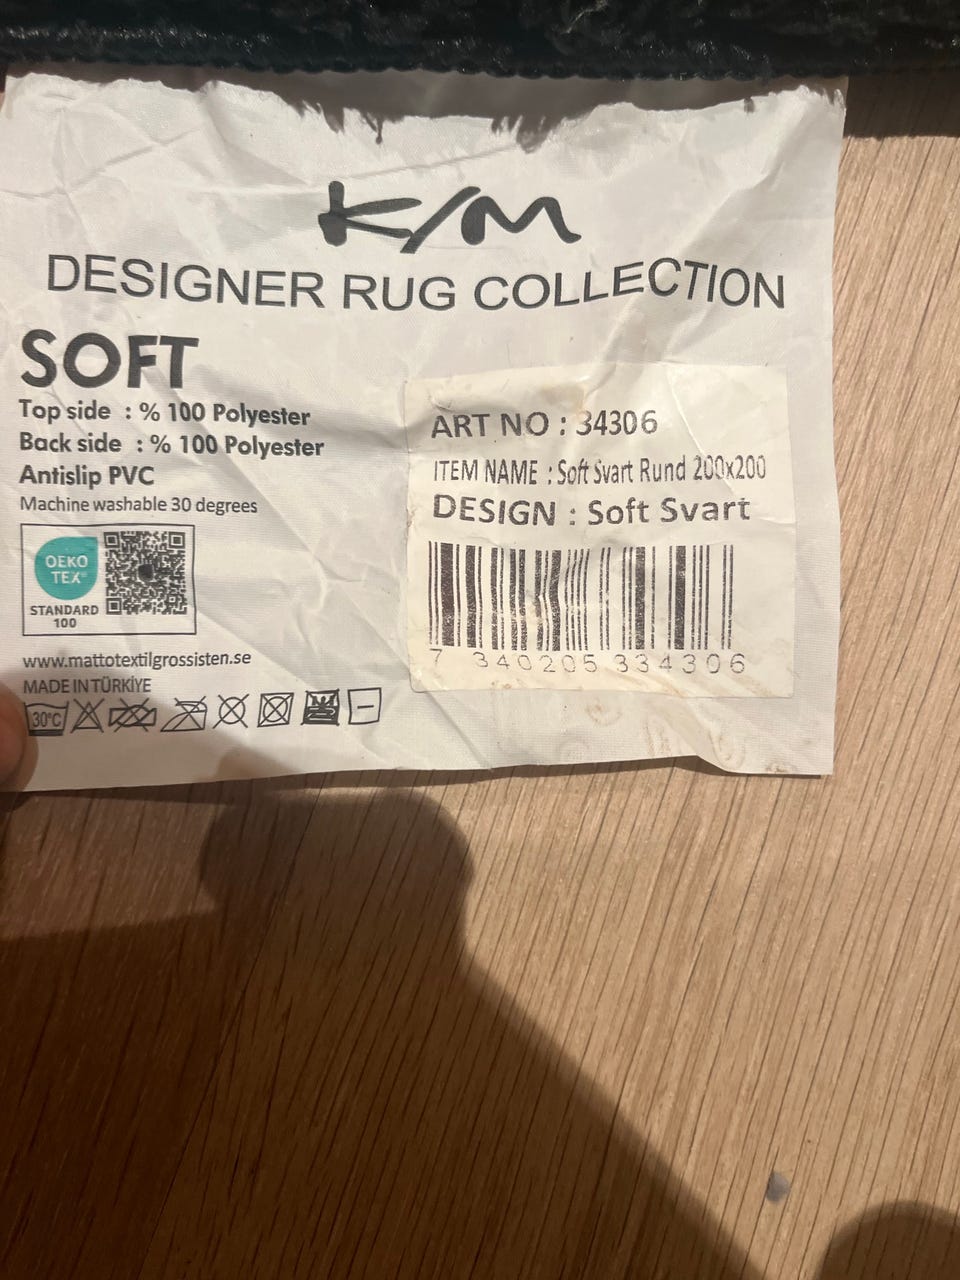 K/M
DESIGNER RUG COLLECTION
SOFT
Top side : % 100 Polyester
Back side : % 100 Polyester
Antislip PVC
Machine washable 30 degrees
OEKO
TEX®
STANDARD
100
www.mattotextilgrossisten.se
MADE IN TÜRKİYE
30°C
ART NO : 34306
ITEM NAME : Soft Svart Rund 200x200
DESIGN : Soft Svart
7 340205 334306